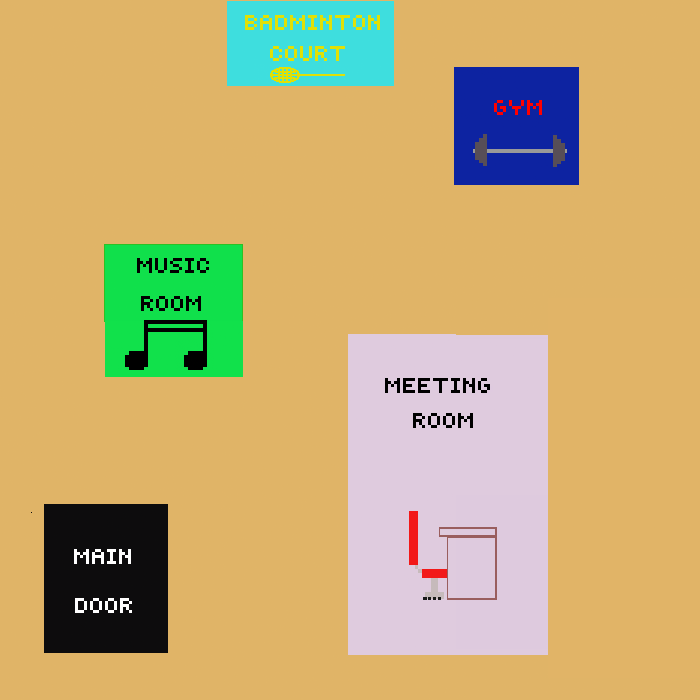 BADMINTON
COURT
GYM
MUSIC
ROOM
MEETING
ROOM
MAIN
DOOR